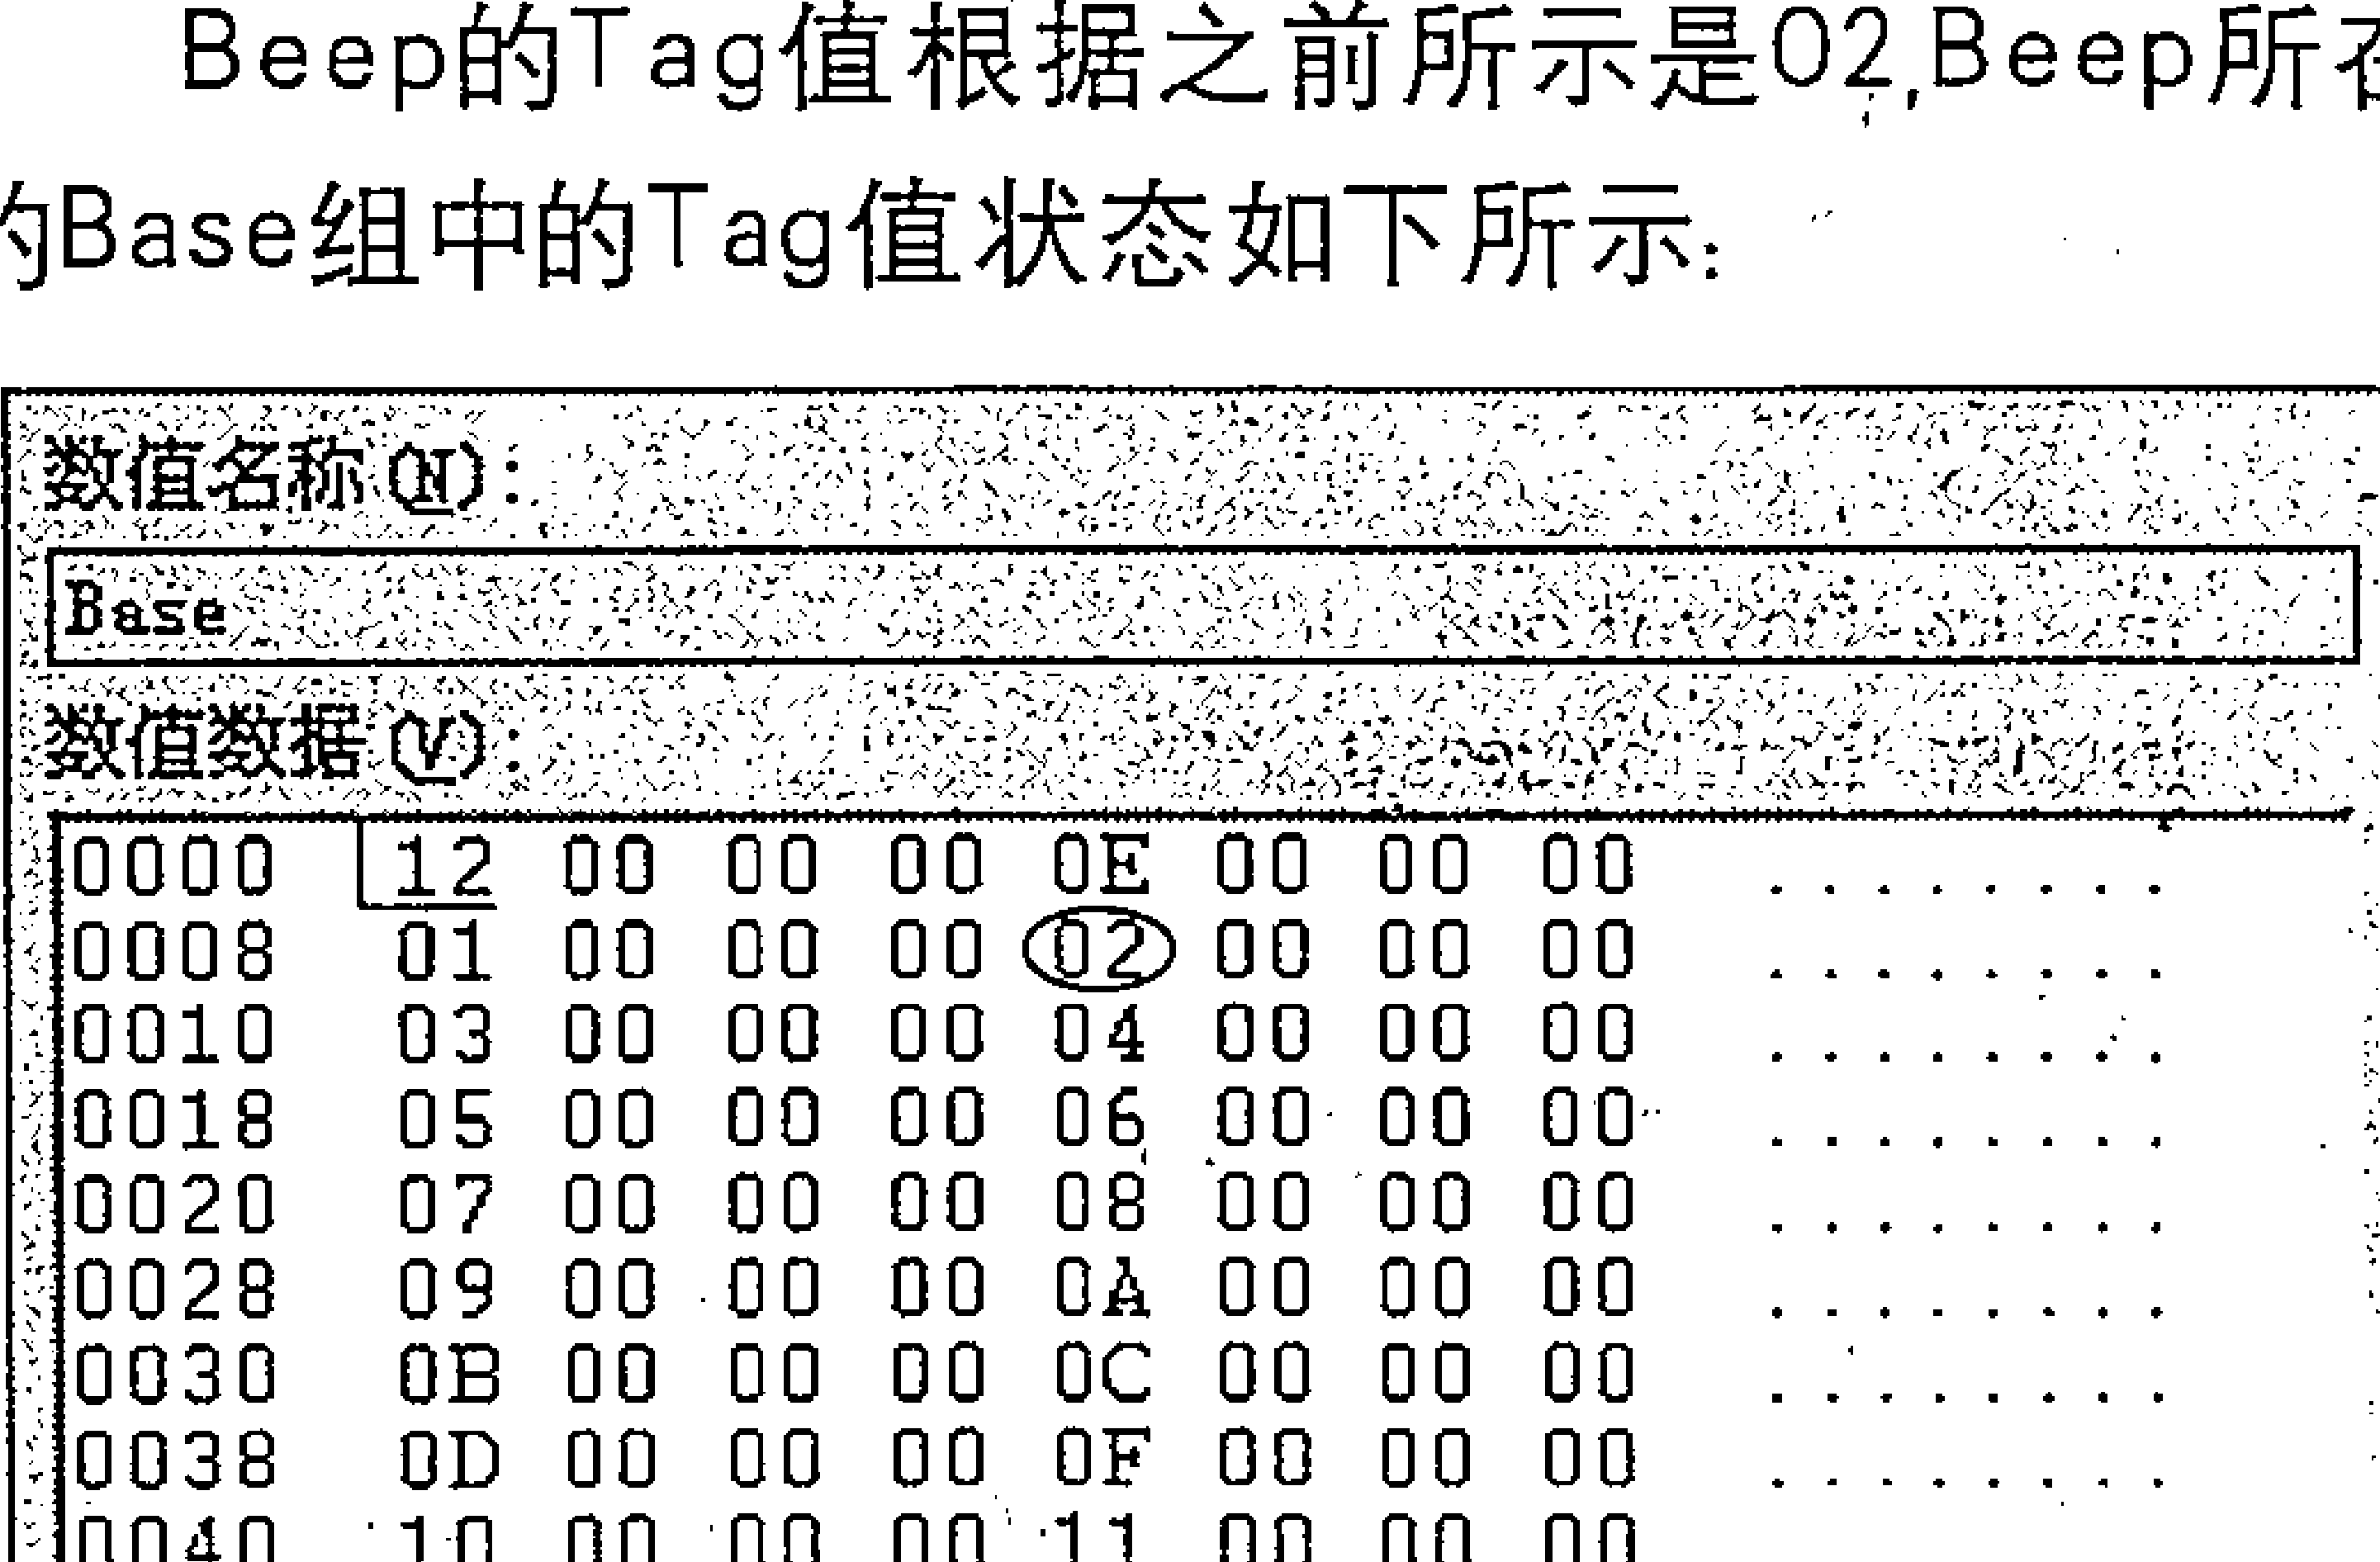 Beep的Tag值根据之前所示是02,Beep所在
的Base组中的Tag值状态如下所示:
数值名称(N):
Base
数值数据(V):
0000 12 00 00 00 0E 00 00 00 ........
0008 01 00 00 00 02 00 00 00 ........
0010 03 00 00 00 04 00 00 00 ........
0018 05 00 00 00 06 00 00 00 ........
0020 07 00 00 00 08 00 00 00 ........
0028 09 00 00 00 0A 00 00 00 ........
0030 0B 00 00 00 0C 00 00 00 ........
0038 0D 00 00 00 0F 00 00 00 ........
0040 10 00 00 00 11 00 00 00